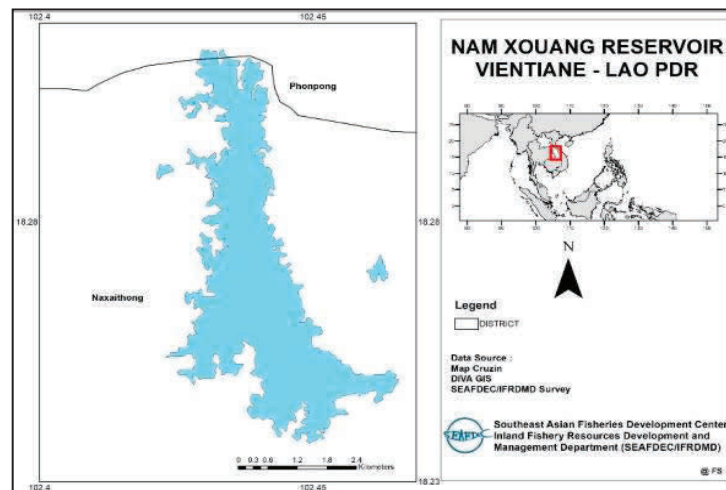 102.4
102.45
Phonpong
18.28
18.28
Naxaithong
0 0.3 0.6 1.2 1.8 2.4
Kilometers
102.4
102.45
18.23
NAM XOUANG RESERVOIR
VIENTIANE - LAO PDR
N
Legend
DISTRICT
Data Source :
Map Cruzin
DIVA GIS
SEAFDEC/IFRDMD Survey
SEAFDEC
Southeast Asian Fisheries Development Center
Inland Fishery Resources Development and
Management Department (SEAFDEC/IFRDMD)
@ FS